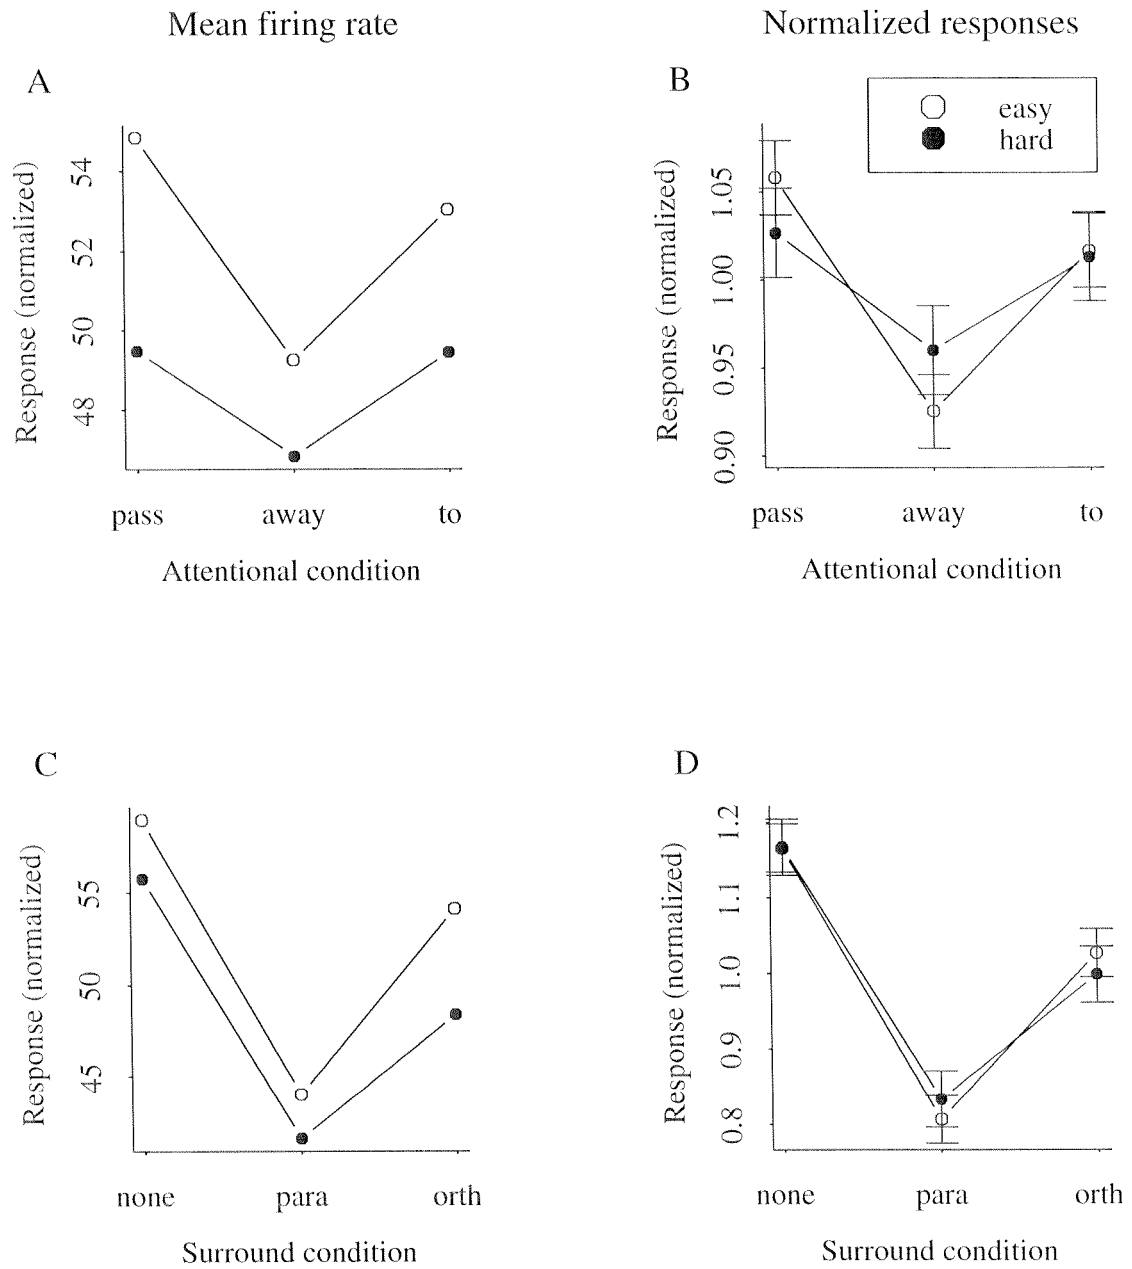 Mean firing rate
Normalized responses
A
Response (normalized)
54
52
50
48
pass away to
Attentional condition
B
easy
hard
Response (normalized)
1.05
1.00
0.95
0.90
pass away to
Attentional condition
C
Response (normalized)
55
50
45
none para orth
Surround condition
D
Response (normalized)
1.2
1.1
1.0
0.9
0.8
none para orth
Surround condition